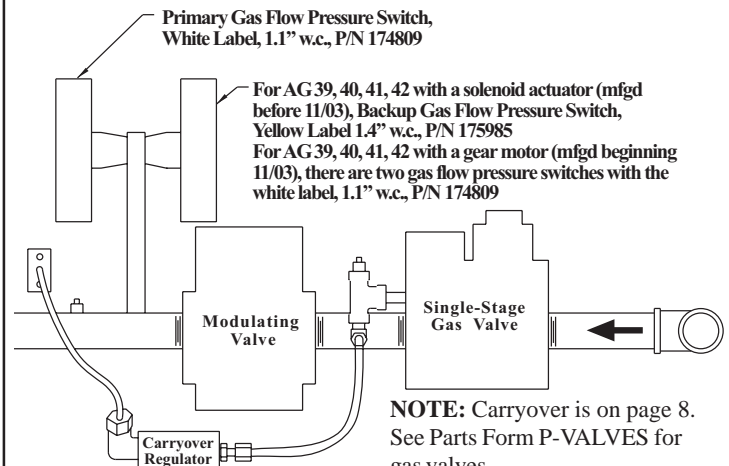 Primary Gas Flow Pressure Switch,
White Label, 1.1” w.c., P/N 174809
For AG 39, 40, 41, 42 with a solenoid actuator (mfgd
before 11/03), Backup Gas Flow Pressure Switch,
Yellow Label 1.4” w.c., P/N 175985
For AG 39, 40, 41, 42 with a gear motor (mfgd beginning
11/03), there are two gas flow pressure switches with the
white label, 1.1” w.c., P/N 174809
Modulating
Valve
Single-Stage
Gas Valve
Carryover
Regulator
NOTE: Carryover is on page 8.
See Parts Form P-VALVES for
gas valves